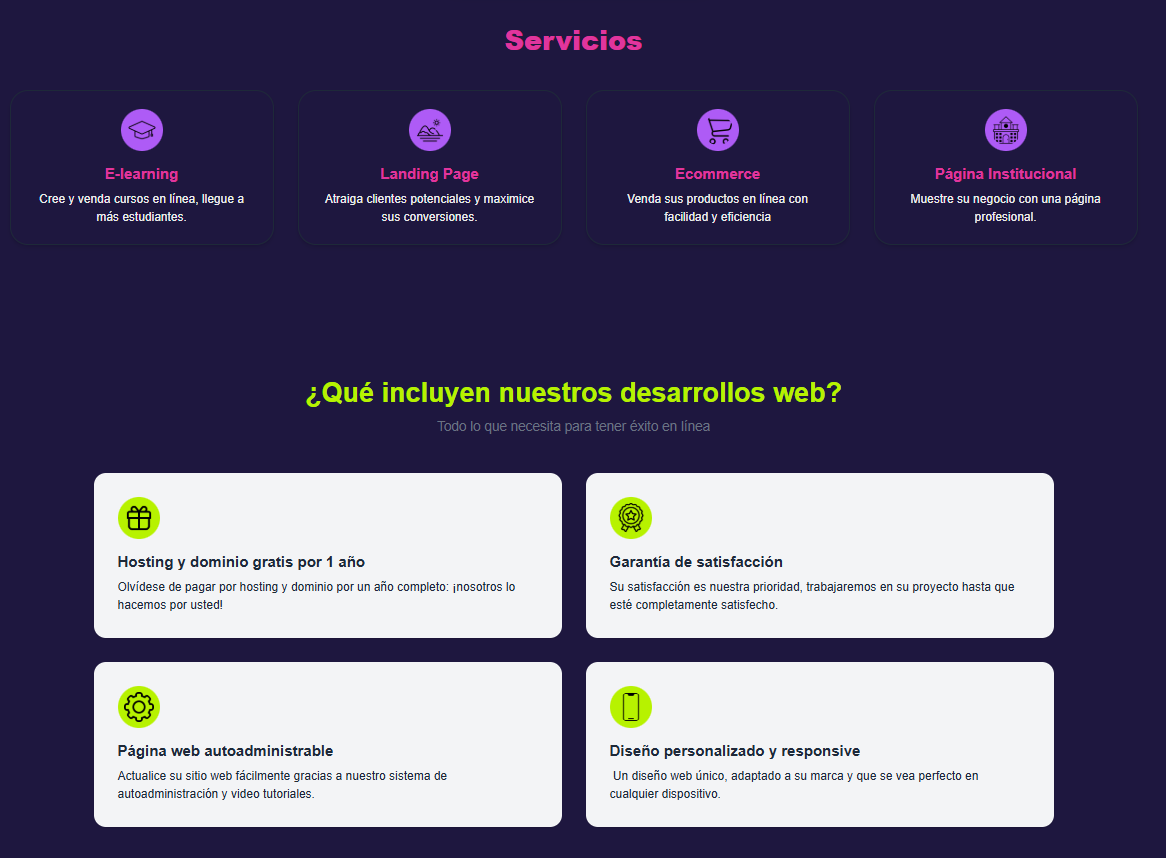 Servicios
E-learning
Cree y venda cursos en línea, llegue a
más estudiantes.
Landing Page
Atraiga clientes potenciales y maximice
sus conversiones.
Ecommerce
Venda sus productos en línea con
facilidad y eficiencia
Página Institucional
Muestre su negocio con una página
profesional.
¿Qué incluyen nuestros desarrollos web?
Todo lo que necesita para tener éxito en línea
Hosting y dominio gratis por 1 año
Olvídese de pagar por hosting y dominio por un año completo: ¡nosotros lo
hacemos por usted!
Garantía de satisfacción
Su satisfacción es nuestra prioridad, trabajaremos en su proyecto hasta que
esté completamente satisfecho.
Página web autoadministrable
Actualice su sitio web fácilmente gracias a nuestro sistema de
autoadministración y video tutoriales.
Diseño personalizado y responsive
Un diseño web único, adaptado a su marca y que se vea perfecto en
cualquier dispositivo.